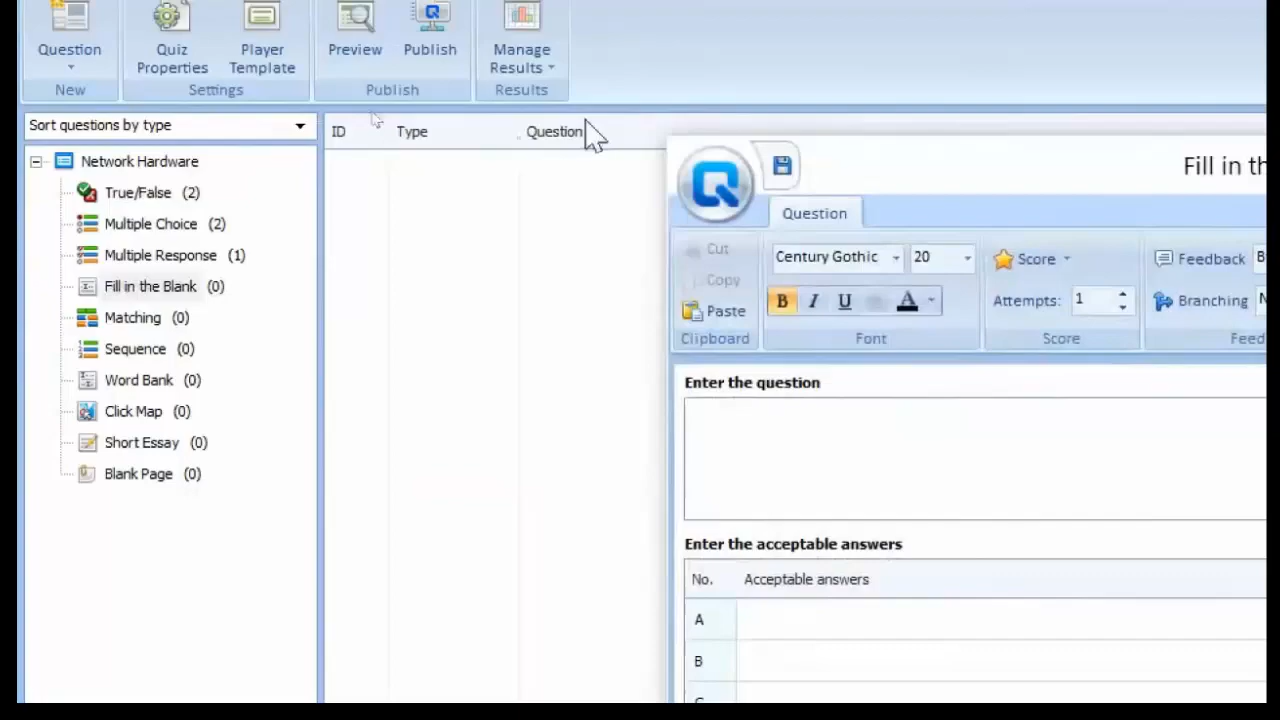 Question
Quiz
Properties
Player
Template
Preview
Publish
Manage
Results
New
Settings
Publish
Results
Sort questions by type
ID
Type
Question
Network Hardware
True/False (2)
Multiple Choice (2)
Multiple Response (1)
Fill in the Blank (0)
Matching (0)
Sequence (0)
Word Bank (0)
Click Map (0)
Short Essay (0)
Blank Page (0)
Fill in th
Question
Cut
Copy
Paste
Clipboard
Century Gothic
20
B I U A
Font
Score
Attempts: 1
Score
Feedback B
Branching N
Feed
Enter the question
Enter the acceptable answers
No. Acceptable answers
A
B